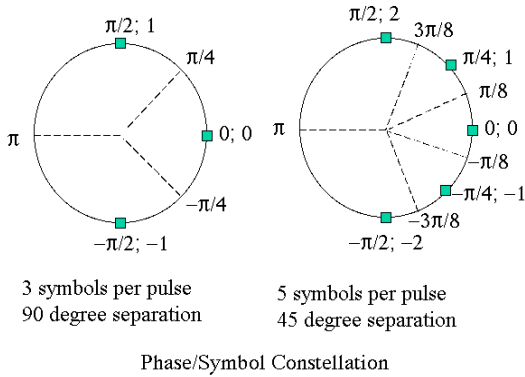 π/2; 1
π/4
π
0; 0
−π/4
−π/2; −1
3 symbols per pulse
90 degree separation
π/2; 2
3π/8
π/4; 1
π/8
π
0; 0
−π/8
−π/4; −1
−3π/8
−π/2; −2
5 symbols per pulse
45 degree separation
Phase/Symbol Constellation